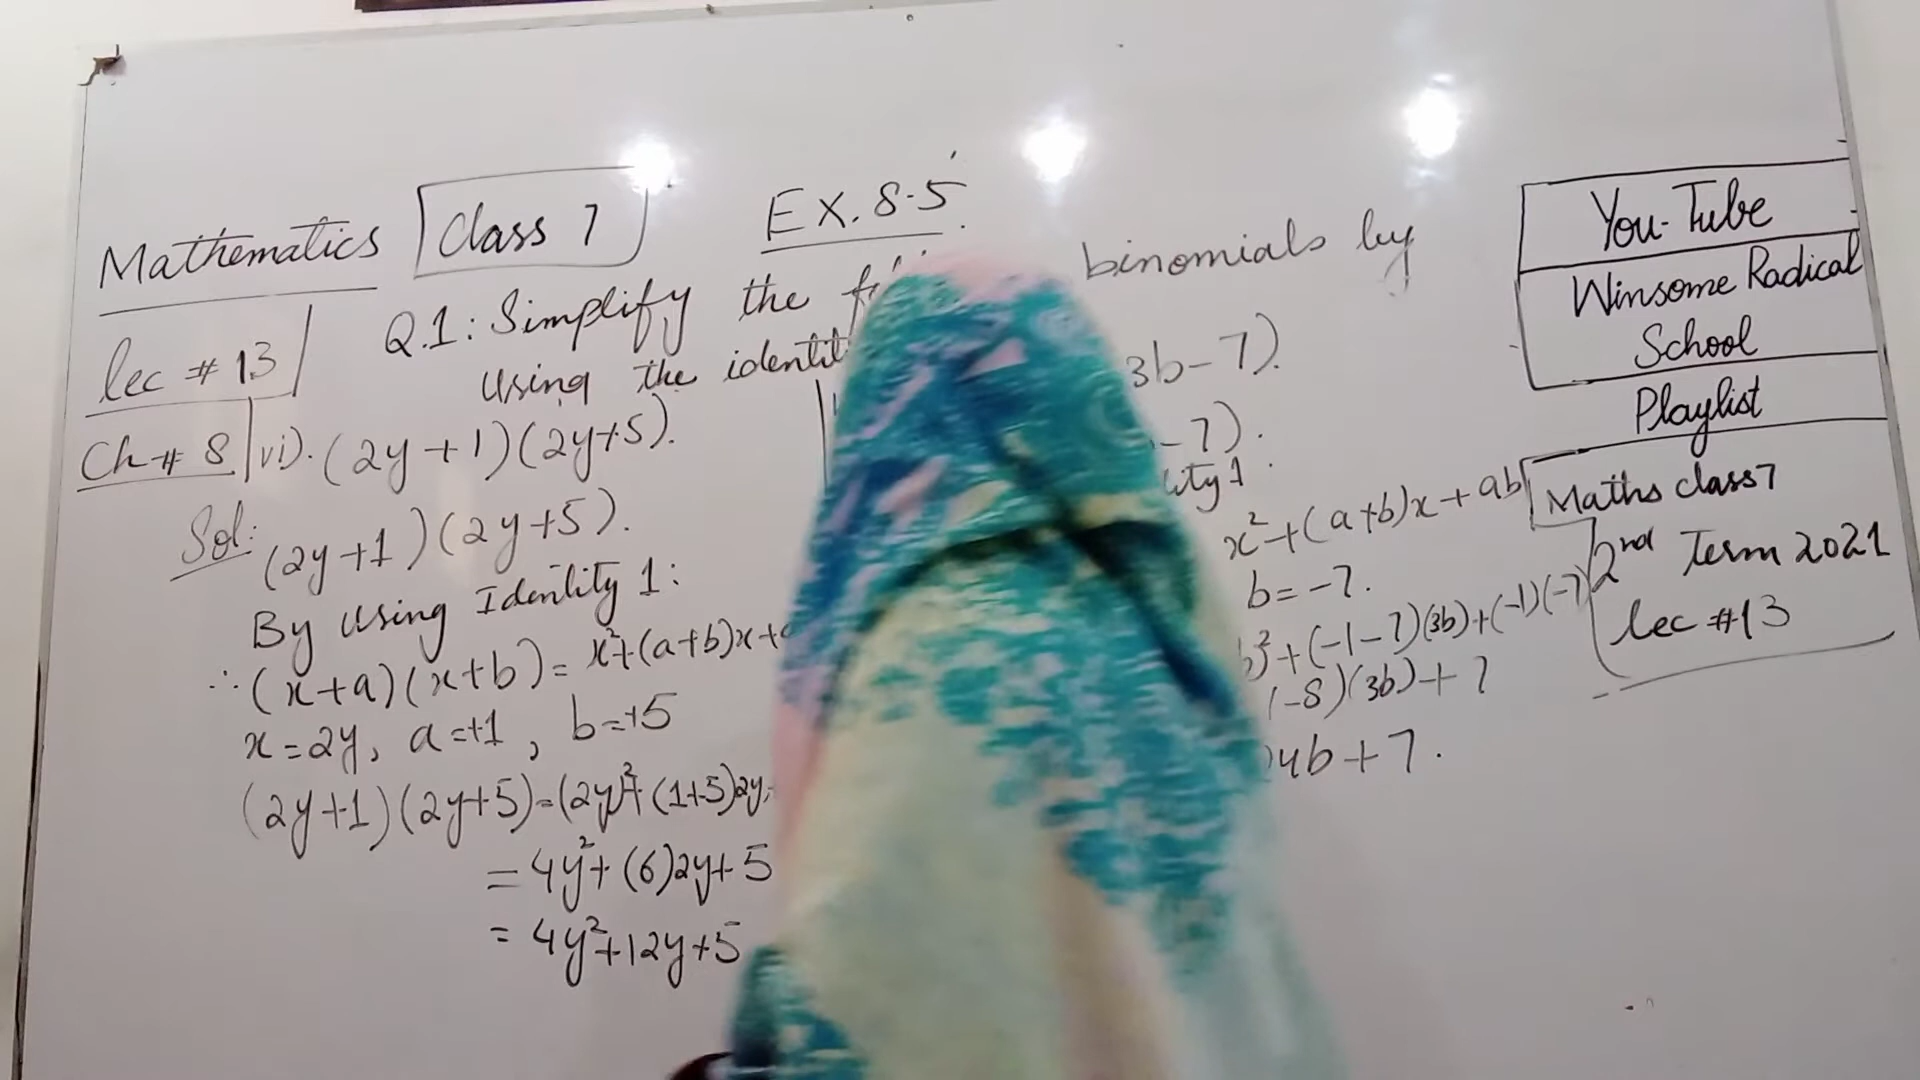 Mathematics
Class 7
EX. 8.5
lec # 13
Ch # 8
Q.1: Simplify the binomials by
Using the
vi). (2y+1)(2y+5).
Sol: (2y+1)(2y+5).
By Using Identity 1:
∴ (x+a)(x+b) = x²+(a+b)x+
x=2y, a=+1, b=+5
(2y+1)(2y+5)=(2y)²+(1+5)2y
= 4y²+(6)2y+5
= 4y²+12y+5
3b-7).
-7).
1.
x²+(a+b)x+ab
b=-7.
)²+(-1-7)(3b)+(-1)(-7)
(-8)(3b)+7
4b+7.
You-Tube
Winsome Radical
School
Playlist
Maths class 7
2nd Term 2021
lec #13